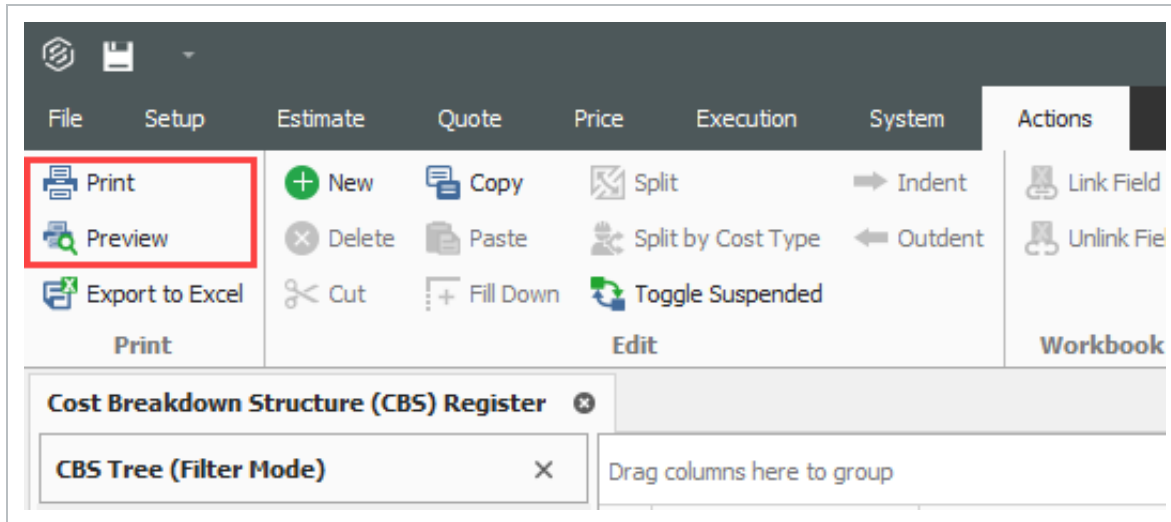 File Setup Estimate Quote Price Execution System Actions
Print New Copy Split Indent Link Field
Preview Delete Paste Split by Cost Type Outdent Unlink Fie
Export to Excel Cut Fill Down Toggle Suspended
Print Edit Workbook
Cost Breakdown Structure (CBS) Register
CBS Tree (Filter Mode) Drag columns here to group